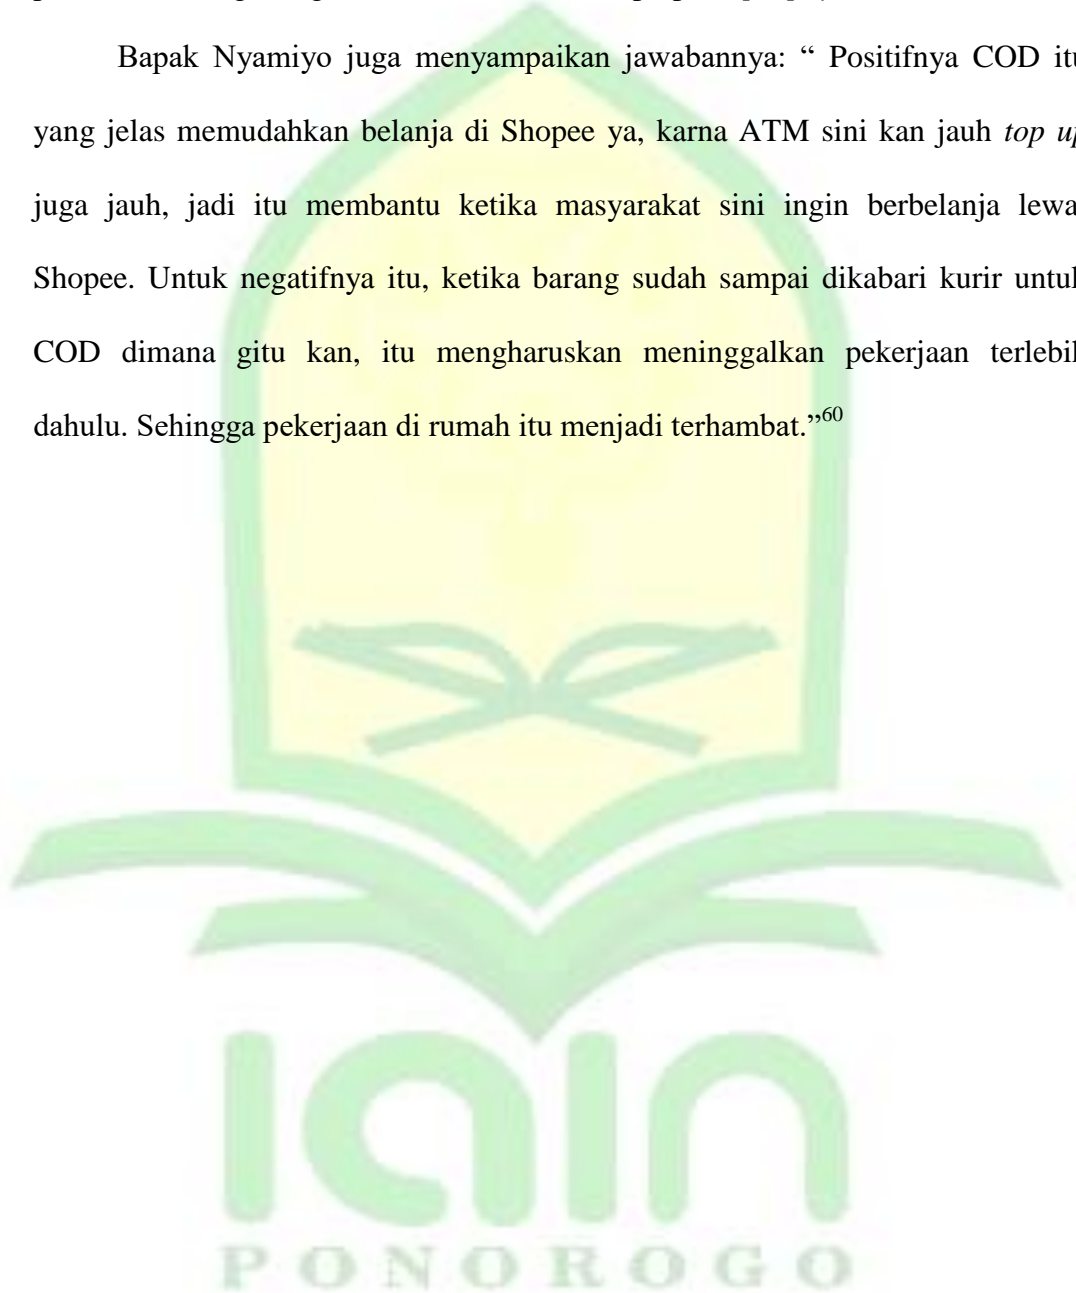 Bapak Nyamiyo juga menyampaikan jawabannya: “ Positifnya COD itu
yang jelas memudahkan belanja di Shopee ya, karna ATM sini kan jauh top up
juga jauh, jadi itu membantu ketika masyarakat sini ingin berbelanja lewa
Shopee. Untuk negatifnya itu, ketika barang sudah sampai dikabari kurir untuk
COD dimana gitu kan, itu mengharuskan meninggalkan pekerjaan terlebih
dahulu. Sehingga pekerjaan di rumah itu menjadi terhambat.”60
iain
PONOROGO